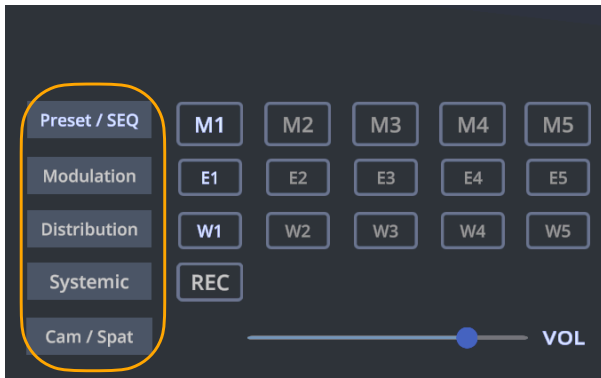 Preset / SEQ M1 M2 M3 M4 M5
Modulation E1 E2 E3 E4 E5
Distribution W1 W2 W3 W4 W5
Systemic REC
Cam / Spat VOL